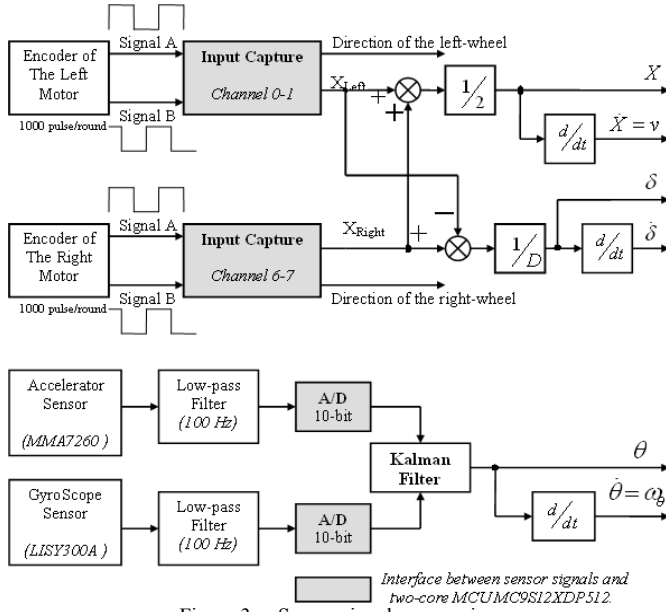 Encoder of
The Left
Motor
1000 pulse/round
Signal A
Signal B
Input Capture
Channel 0-1
Direction of the left-wheel
X_Left
+
+
1/2
X
d/dt
Ẋ = v
Encoder of
The Right
Motor
1000 pulse/round
Signal A
Signal B
Input Capture
Channel 6-7
X_Right
+
−
1/D
δ
d/dt
δ̇
Direction of the right-wheel
Accelerator
Sensor
(MMA7260 )
Low-pass
Filter
(100 Hz)
A/D
10-bit
GyroScope
Sensor
(LISY300A )
Low-pass
Filter
(100 Hz)
A/D
10-bit
Kalman
Filter
θ
d/dt
θ̇ = ω_θ
Interface between sensor signals and
two-core MCU MC9S12XDP512.